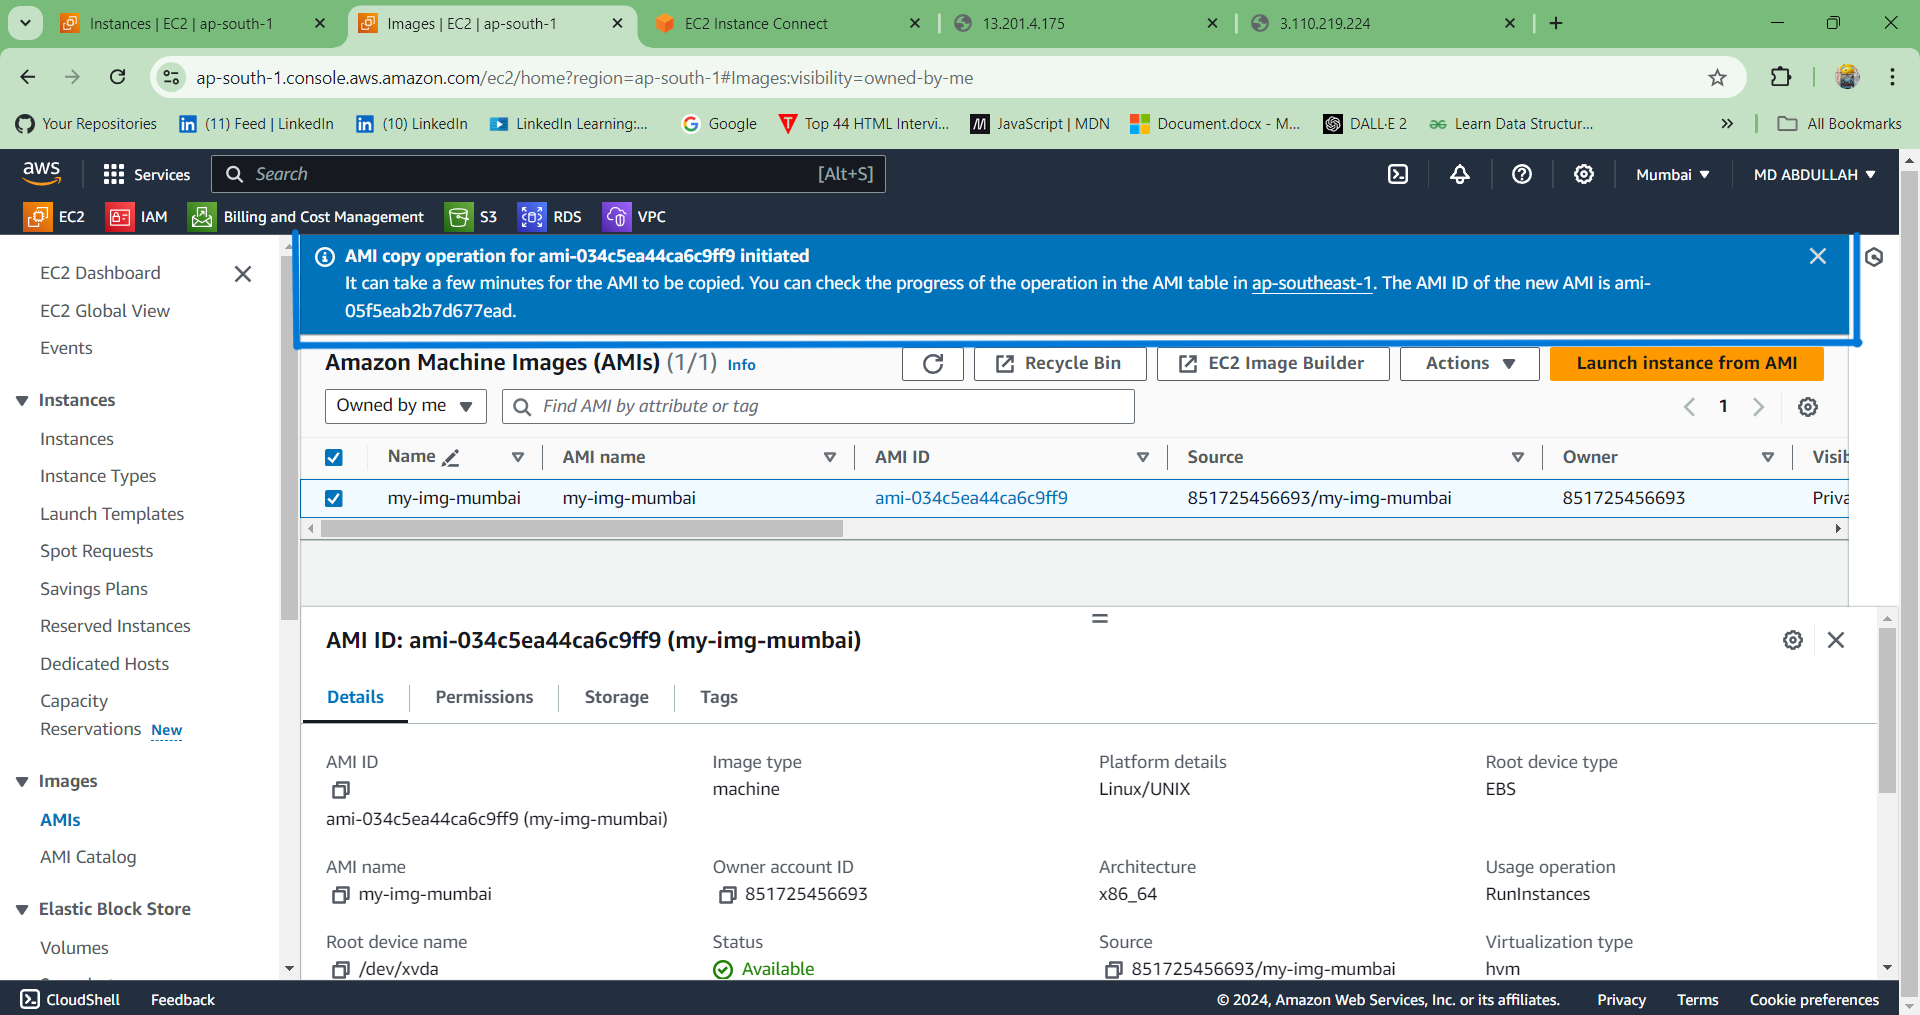 Instances | EC2 | ap-south-1
Images | EC2 | ap-south-1
EC2 Instance Connect
13.201.4.175
3.110.219.224
ap-south-1.console.aws.amazon.com/ec2/home?region=ap-south-1#Images:visibility=owned-by-me
Your Repositories
(11) Feed | LinkedIn
(10) LinkedIn
LinkedIn Learning:...
Google
Top 44 HTML Intervi...
JavaScript | MDN
Document.docx - M...
DALL·E 2
Learn Data Structur...
All Bookmarks
aws
Services
Search
[Alt+S]
Mumbai
MD ABDULLAH
EC2
IAM
Billing and Cost Management
S3
RDS
VPC
EC2 Dashboard
EC2 Global View
Events
Instances
Instances
Instance Types
Launch Templates
Spot Requests
Savings Plans
Reserved Instances
Dedicated Hosts
Capacity
Reservations New
Images
AMIs
AMI Catalog
Elastic Block Store
Volumes
AMI copy operation for ami-034c5ea44ca6c9ff9 initiated
It can take a few minutes for the AMI to be copied. You can check the progress of the operation in the AMI table in ap-southeast-1. The AMI ID of the new AMI is ami-
05f5eab2b7d677ead.
Amazon Machine Images (AMIs) (1/1) Info
Recycle Bin
EC2 Image Builder
Actions
Launch instance from AMI
Owned by me
Find AMI by attribute or tag
1
Name
AMI name
AMI ID
Source
Owner
Visib
my-img-mumbai
my-img-mumbai
ami-034c5ea44ca6c9ff9
851725456693/my-img-mumbai
851725456693
Priva
AMI ID: ami-034c5ea44ca6c9ff9 (my-img-mumbai)
Details
Permissions
Storage
Tags
AMI ID
ami-034c5ea44ca6c9ff9 (my-img-mumbai)
Image type
machine
Platform details
Linux/UNIX
Root device type
EBS
AMI name
my-img-mumbai
Owner account ID
851725456693
Architecture
x86_64
Usage operation
RunInstances
Root device name
/dev/xvda
Status
Available
Source
851725456693/my-img-mumbai
Virtualization type
hvm
CloudShell
Feedback
© 2024, Amazon Web Services, Inc. or its affiliates.
Privacy
Terms
Cookie preferences